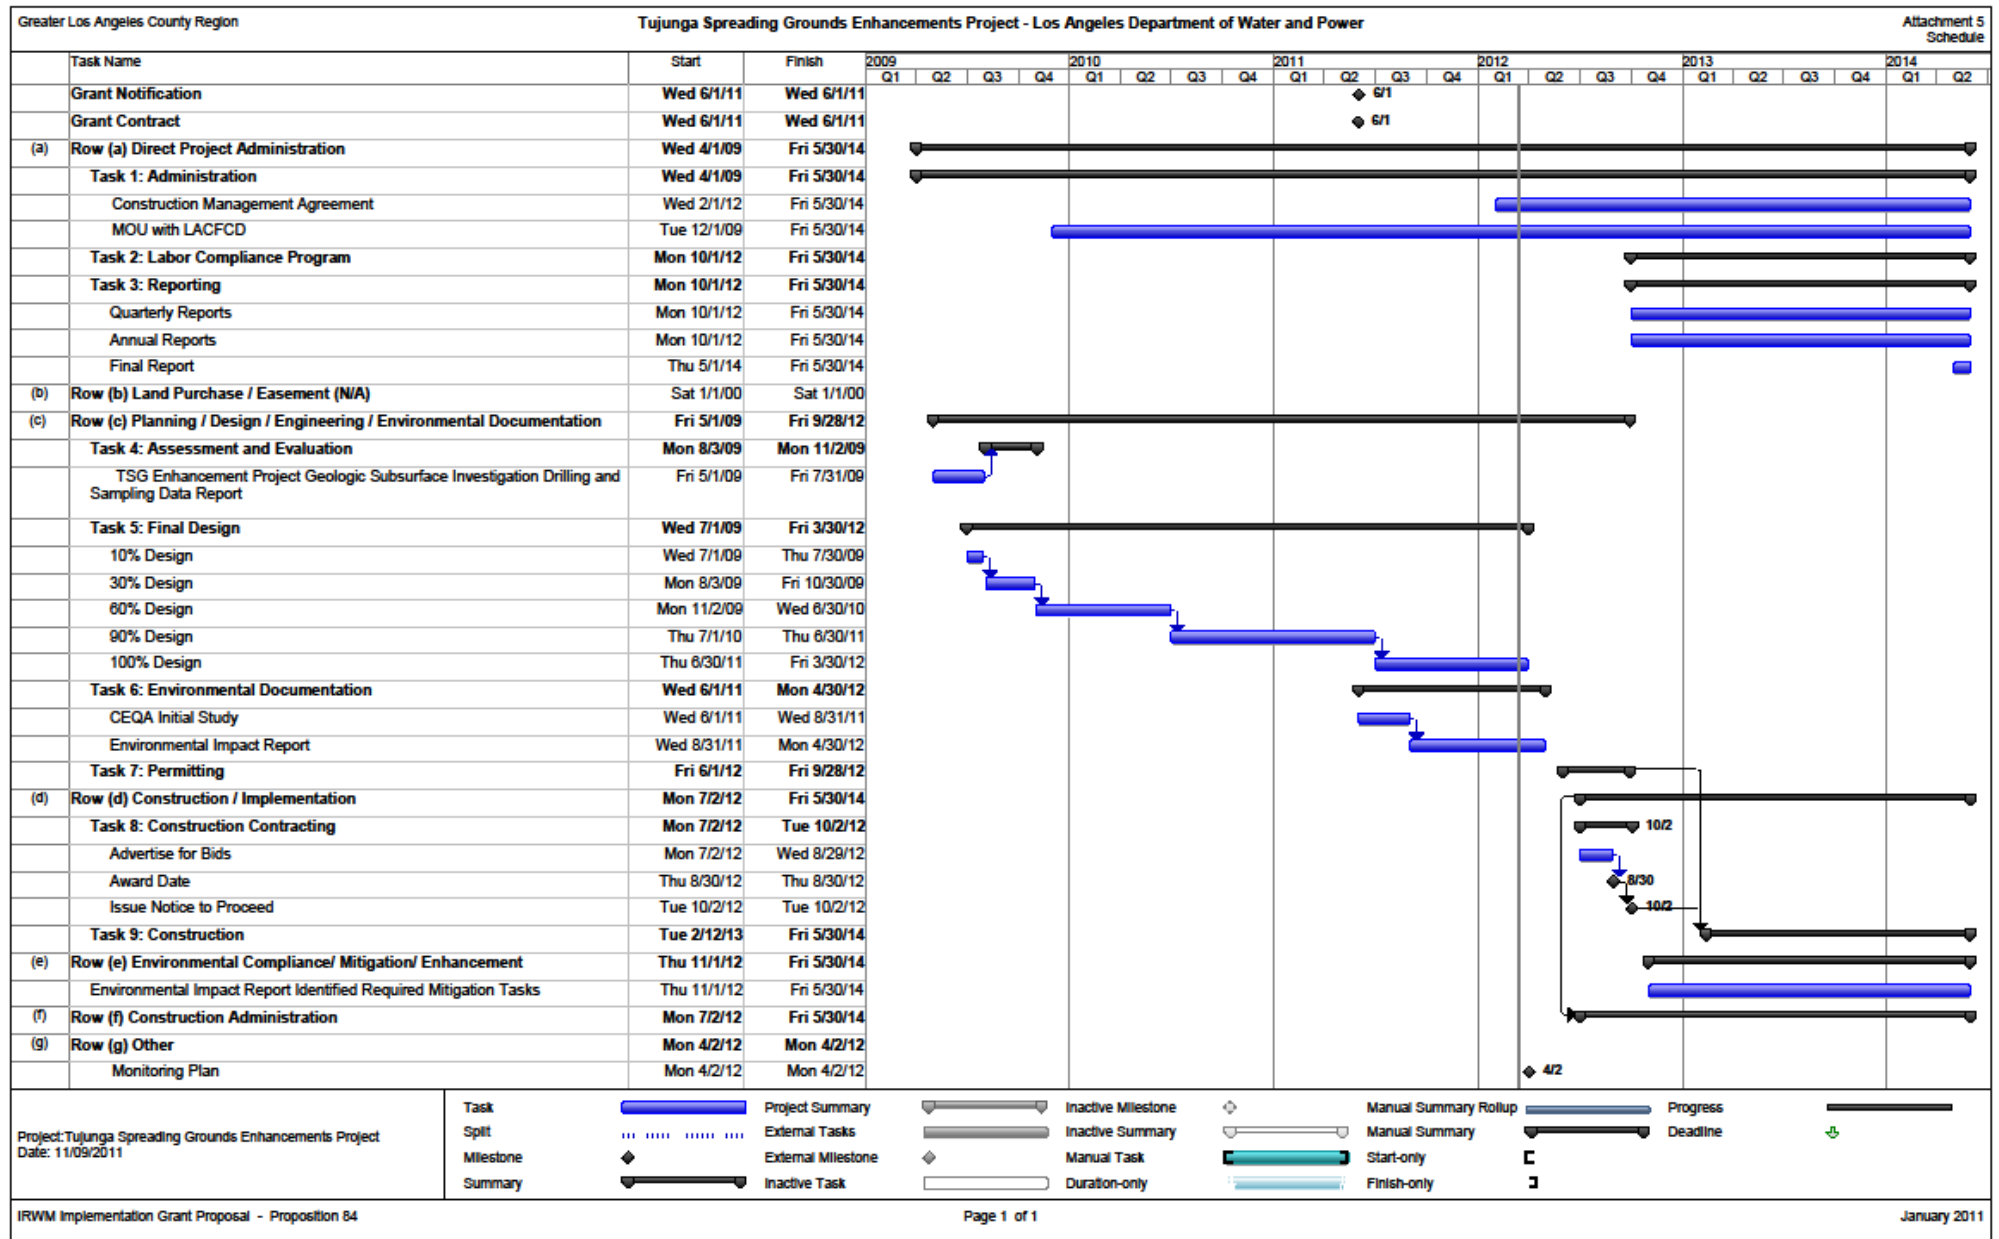 Greater Los Angeles County Region
Tujunga Spreading Grounds Enhancements Project - Los Angeles Department of Water and Power
Attachment 5
Schedule
Task Name Start Finish 2009 2010 2011 2012 2013 2014
Q1 Q2 Q3 Q4 Q1 Q2 Q3 Q4 Q1 Q2 Q3 Q4 Q1 Q2 Q3 Q4 Q1 Q2 Q3 Q4 Q1 Q2
Grant Notification Wed 6/1/11 Wed 6/1/11 6/1
Grant Contract Wed 6/1/11 Wed 6/1/11 6/1
(a) Row (a) Direct Project Administration Wed 4/1/09 Fri 5/30/14
Task 1: Administration Wed 4/1/09 Fri 5/30/14
Construction Management Agreement Wed 2/1/12 Fri 5/30/14
MOU with LACFCD Tue 12/1/09 Fri 5/30/14
Task 2: Labor Compliance Program Mon 10/1/12 Fri 5/30/14
Task 3: Reporting Mon 10/1/12 Fri 5/30/14
Quarterly Reports Mon 10/1/12 Fri 5/30/14
Annual Reports Mon 10/1/12 Fri 5/30/14
Final Report Thu 5/1/14 Fri 5/30/14
(b) Row (b) Land Purchase / Easement (N/A) Sat 1/1/00 Sat 1/1/00
(c) Row (c) Planning / Design / Engineering / Environmental Documentation Fri 5/1/09 Fri 9/28/12
Task 4: Assessment and Evaluation Mon 8/3/09 Mon 11/2/09
TSG Enhancement Project Geologic Subsurface Investigation Drilling and Fri 5/1/09 Fri 7/31/09
Sampling Data Report
Task 5: Final Design Wed 7/1/09 Fri 3/30/12
10% Design Wed 7/1/09 Thu 7/30/09
30% Design Mon 8/3/09 Fri 10/30/09
60% Design Mon 11/2/09 Wed 6/30/10
90% Design Thu 7/1/10 Thu 6/30/11
100% Design Thu 6/30/11 Fri 3/30/12
Task 6: Environmental Documentation Wed 6/1/11 Mon 4/30/12
CEQA Initial Study Wed 6/1/11 Wed 8/31/11
Environmental Impact Report Wed 8/31/11 Mon 4/30/12
Task 7: Permitting Fri 6/1/12 Fri 9/28/12
(d) Row (d) Construction / Implementation Mon 7/2/12 Fri 5/30/14
Task 8: Construction Contracting Mon 7/2/12 Tue 10/2/12 10/2
Advertise for Bids Mon 7/2/12 Wed 8/29/12
Award Date Thu 8/30/12 Thu 8/30/12 8/30
Issue Notice to Proceed Tue 10/2/12 Tue 10/2/12 10/2
Task 9: Construction Tue 2/12/13 Fri 5/30/14
(e) Row (e) Environmental Compliance/ Mitigation/ Enhancement Thu 11/1/12 Fri 5/30/14
Environmental Impact Report Identified Required Mitigation Tasks Thu 11/1/12 Fri 5/30/14
(f) Row (f) Construction Administration Mon 7/2/12 Fri 5/30/14
(g) Row (g) Other Mon 4/2/12 Mon 4/2/12
Monitoring Plan Mon 4/2/12 Mon 4/2/12 4/2
Project:Tujunga Spreading Grounds Enhancements Project
Date: 11/09/2011
Task Project Summary Inactive Milestone Manual Summary Rollup Progress
Split External Tasks Inactive Summary Manual Summary Deadline
Milestone External Milestone Manual Task Start-only
Summary Inactive Task Duration-only Finish-only
IRWM Implementation Grant Proposal - Proposition 84
Page 1 of 1
January 2011